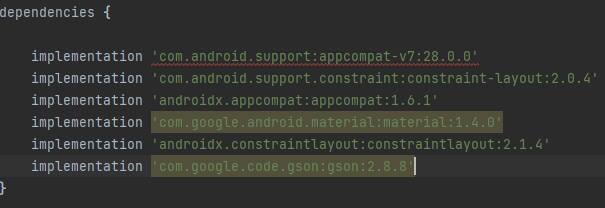 dependencies {
implementation 'com.android.support:appcompat-v7:28.0.0'
implementation 'com.android.support.constraint:constraint-layout:2.0.4'
implementation 'androidx.appcompat:appcompat:1.6.1'
implementation 'com.google.android.material:material:1.4.0'
implementation 'androidx.constraintlayout:constraintlayout:2.1.4'
implementation 'com.google.code.gson:gson:2.8.8'
}